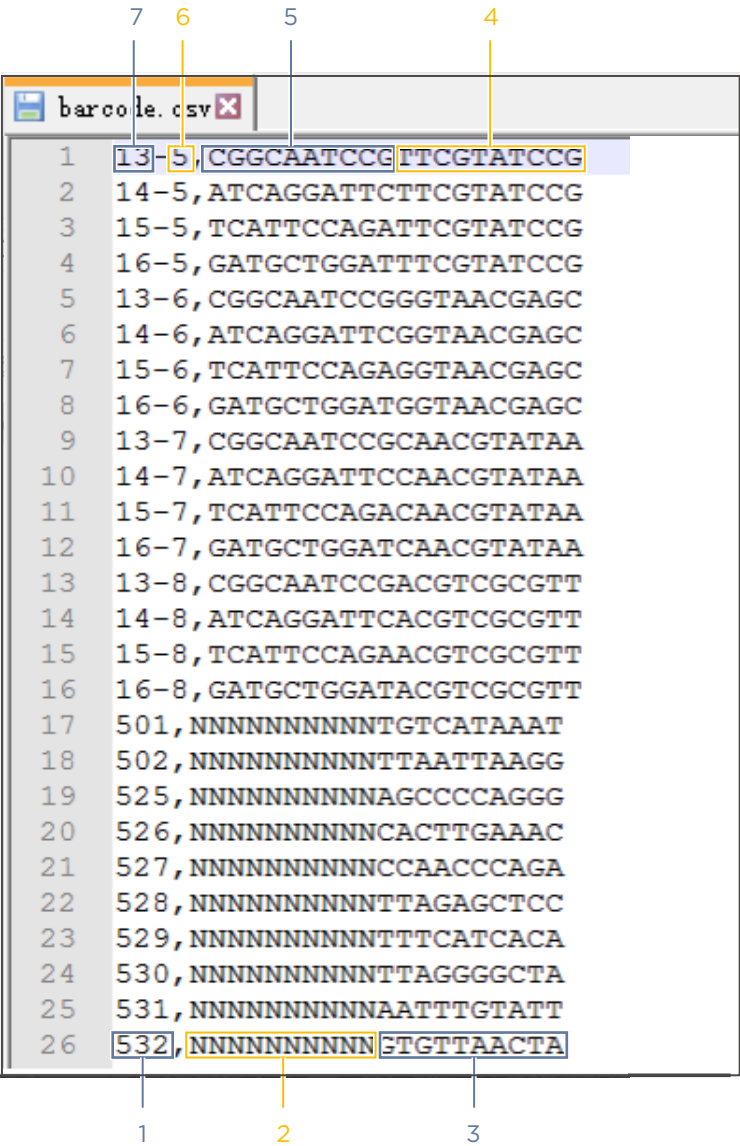 7 6 5 4
barcode.csv
1 13-5,CGGCAATCCGTTCGTATCCG
2 14-5,ATCAGGATTCTTCGTATCCG
3 15-5,TCATTCCAGATTCGTATCCG
4 16-5,GATGCTGGATTTCGTATCCG
5 13-6,CGGCAATCCGGGTAACGAGC
6 14-6,ATCAGGATTCGGTAACGAGC
7 15-6,TCATTCCAGAGGTAACGAGC
8 16-6,GATGCTGGATGGTAACGAGC
9 13-7,CGGCAATCCGCAACGTATAA
10 14-7,ATCAGGATTCCAACGTATAA
11 15-7,TCATTCCAGACAACGTATAA
12 16-7,GATGCTGGATCAACGTATAA
13 13-8,CGGCAATCCGACGTCGCGTT
14 14-8,ATCAGGATTCACGTCGCGTT
15 15-8,TCATTCCAGAACGTCGCGTT
16 16-8,GATGCTGGATACGTCGCGTT
17 501,NNNNNNNNNNTGTCATAAAT
18 502,NNNNNNNNNNTTAATTAAGG
19 525,NNNNNNNNNNAGCCCCAGGG
20 526,NNNNNNNNNNCACTTGAAAC
21 527,NNNNNNNNNNCCAACCCAGA
22 528,NNNNNNNNNNTTAGAGCTCC
23 529,NNNNNNNNNNTTTCATCACA
24 530,NNNNNNNNNNTTAGGGGCTA
25 531,NNNNNNNNNNAATTTGTATT
26 532,NNNNNNNNNNGTGTTAACTA
1 2 3